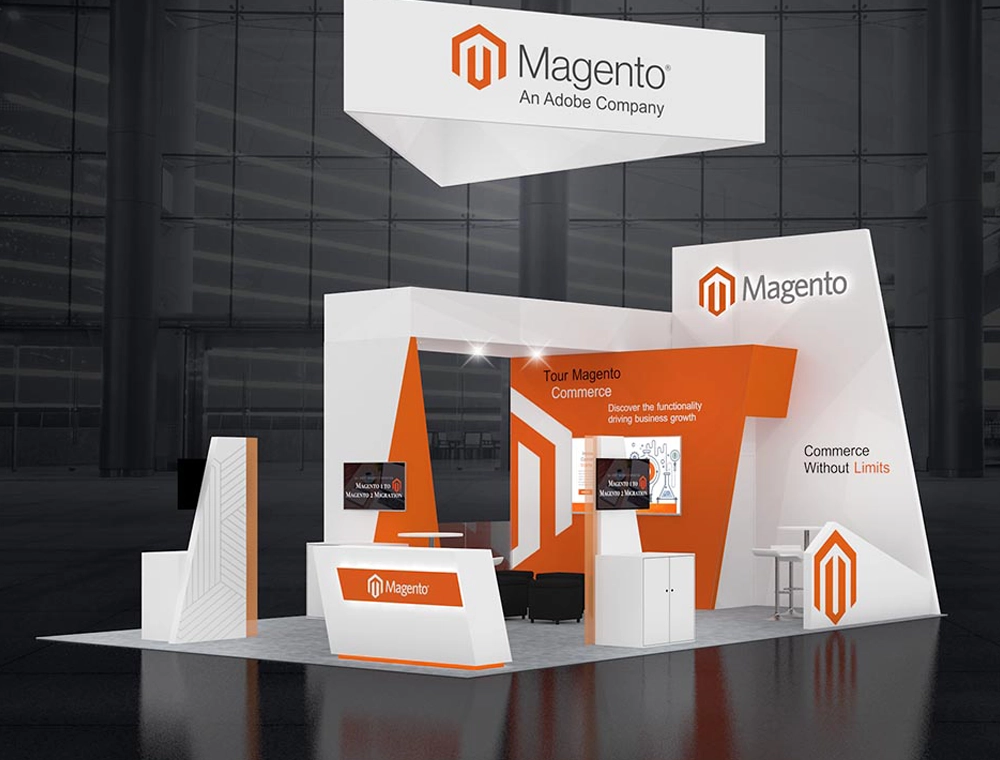 Magento®
An Adobe Company
Magento
Tour Magento
Commerce
Discover the functionality
driving business growth
Commerce
Without Limits
MAGENTO 1 TO
MAGENTO 2 MIGRATION
MAGENTO 1 TO
MAGENTO 2 MIGRATION
Magento